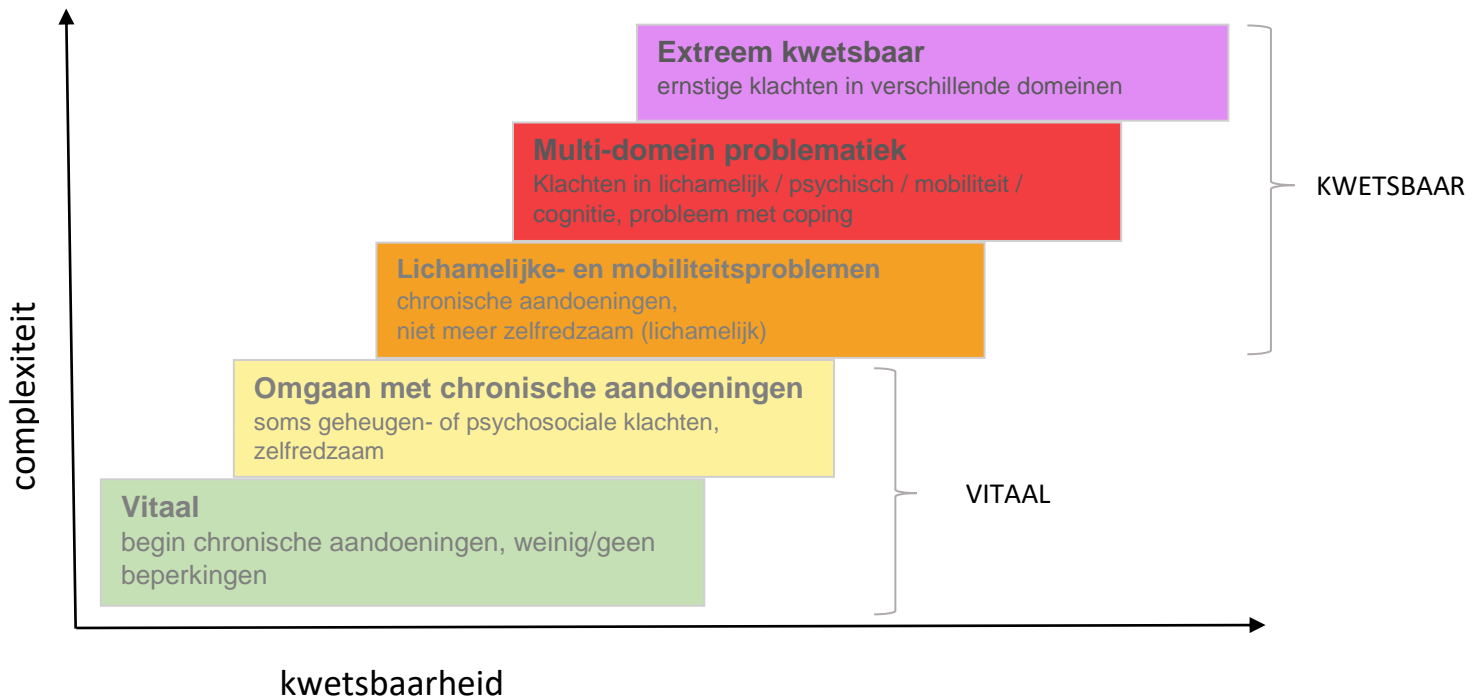 Extreem kwetsbaar
ernstige klachten in verschillende domeinen
Multi-domein problematiek
Klachten in lichamelijk / psychisch / mobiliteit /
cognitie, probleem met coping
KWETSBAAR
Lichamelijke- en mobiliteitsproblemen
chronische aandoeningen,
niet meer zelfredzaam (lichamelijk)
complexiteit
Omgaan met chronische aandoeningen
soms geheugen- of psychosociale klachten,
zelfredzaam
VITAAL
Vitaal
begin chronische aandoeningen, weinig/geen
beperkingen
kwetsbaarheid